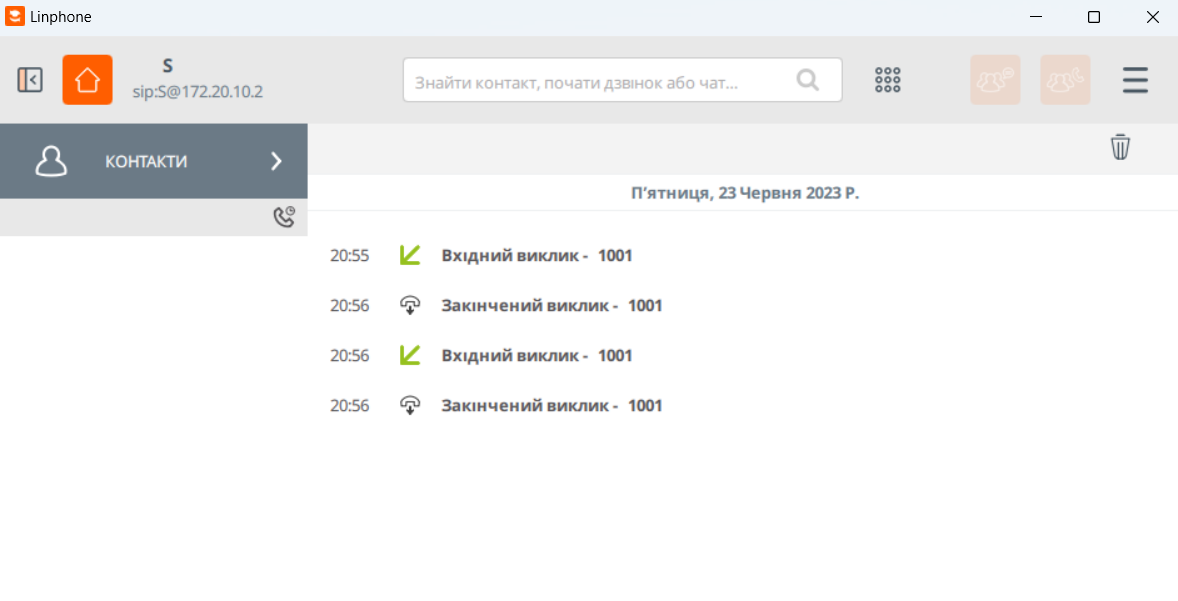 Linphone
S
sip:S@172.20.10.2
Знайти контакт, почати дзвінок або чат...
КОНТАКТИ
П'ятниця, 23 Червня 2023 Р.
20:55 Вхідний виклик - 1001
20:56 Закінчений виклик - 1001
20:56 Вхідний виклик - 1001
20:56 Закінчений виклик - 1001